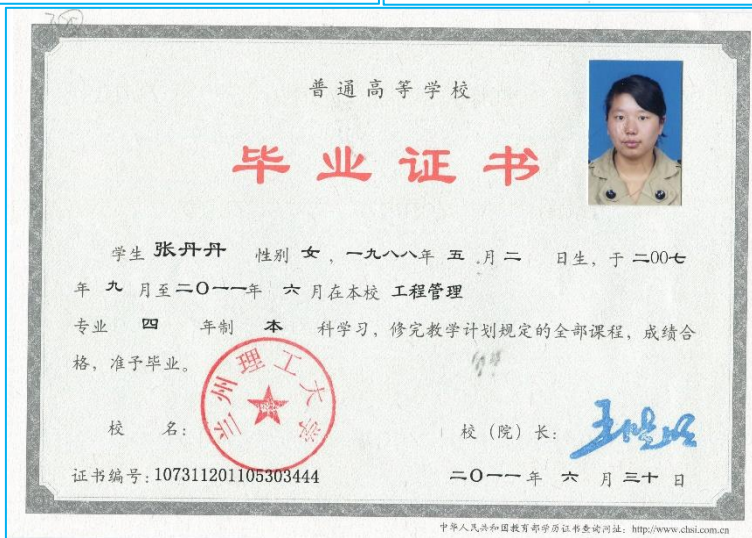 普通高等学校
毕业证书
学生 张丹丹 性别 女，一九八八年 五 月 二 日生，于 二00七
年 九 月至二O一一年 六 月在本校 工程管理
专业 四 年制 本 科学习，修完教学计划规定的全部课程，成绩合
格，准予毕业。
兰州理工大学
校 名：
校（院）长：
证书编号：107311201105303444
二O一一年 六 月 三十 日
中华人民共和国教育部学历证书查询网址：http://www.chsi.com.cn